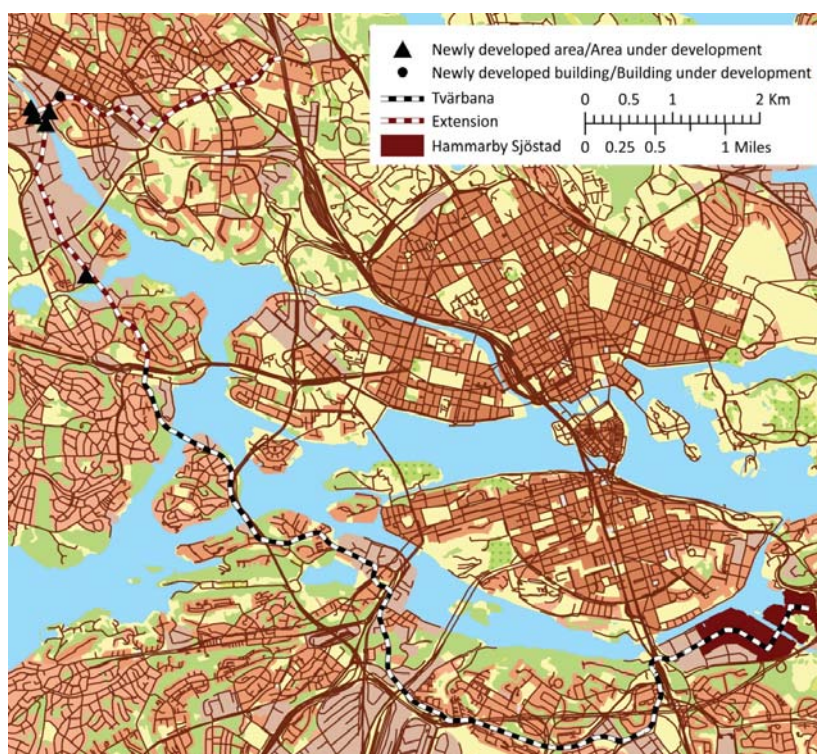 Newly developed area/Area under development
Newly developed building/Building under development
Tvärbana
Extension
Hammarby Sjöstad
0 0.5 1 2 Km
0 0.25 0.5 1 Miles